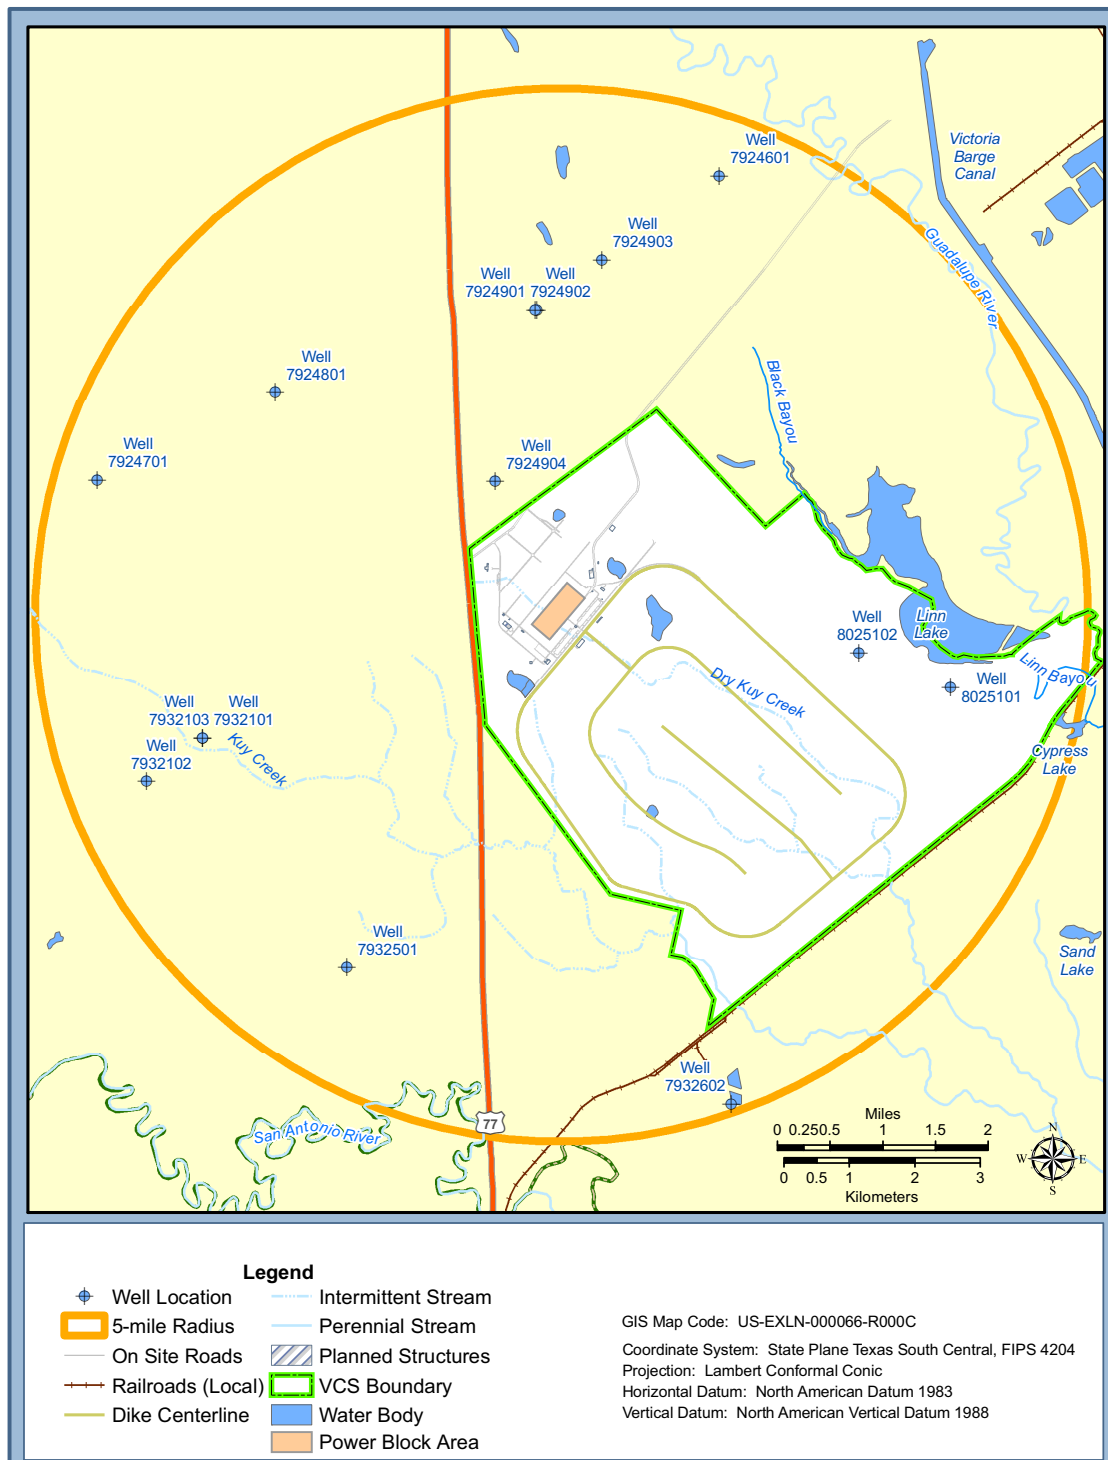 Well
7924601
Victoria
Barge
Canal
Well
7924903
Guadalupe River
Well
7924901
Well
7924902
Well
7924801
Black Bayou
Well
7924701
Well
7924904
Well
8025102
Linn
Lake
Linn Bayou
Well
8025101
Dry Kuy Creek
Well
7932103
Well
7932101
Kuy Creek
Well
7932102
Cypress
Lake
Well
7932501
Sand
Lake
Well
7932602
77
San Antonio River
Miles
0 0.25 0.5 1 1.5 2
0 0.5 1 2 3
Kilometers
N
W E
S
Legend
Well Location
5-mile Radius
On Site Roads
Railroads (Local)
Dike Centerline
Intermittent Stream
Perennial Stream
Planned Structures
VCS Boundary
Water Body
Power Block Area
GIS Map Code: US-EXLN-000066-R000C
Coordinate System: State Plane Texas South Central, FIPS 4204
Projection: Lambert Conformal Conic
Horizontal Datum: North American Datum 1983
Vertical Datum: North American Vertical Datum 1988